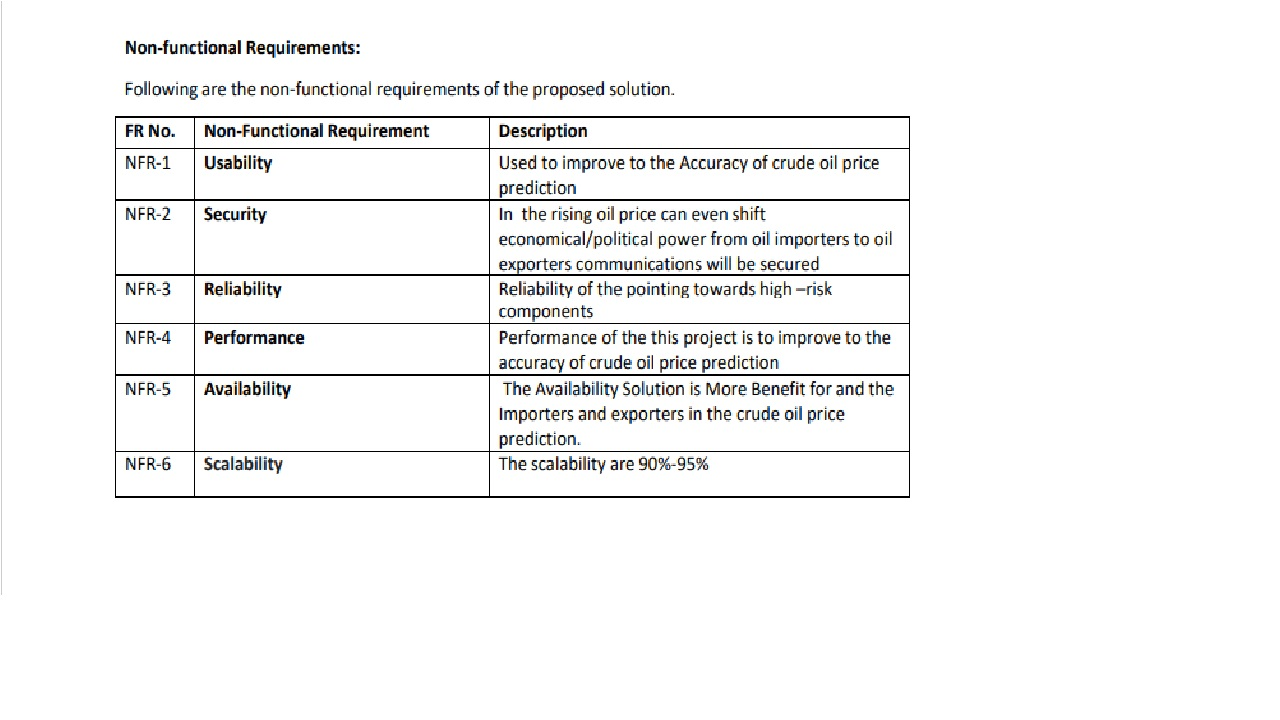 Non-functional Requirements:
Following are the non-functional requirements of the proposed solution.
FR No. Non-Functional Requirement Description
NFR-1 Usability Used to improve to the Accuracy of crude oil price
prediction
NFR-2 Security In  the rising oil price can even shift
economical/political power from oil importers to oil
exporters communications will be secured
NFR-3 Reliability Reliability of the pointing towards high –risk
components
NFR-4 Performance Performance of the this project is to improve to the
accuracy of crude oil price prediction
NFR-5 Availability The Availability Solution is More Benefit for and the
Importers and exporters in the crude oil price
prediction.
NFR-6 Scalability The scalability are 90%-95%